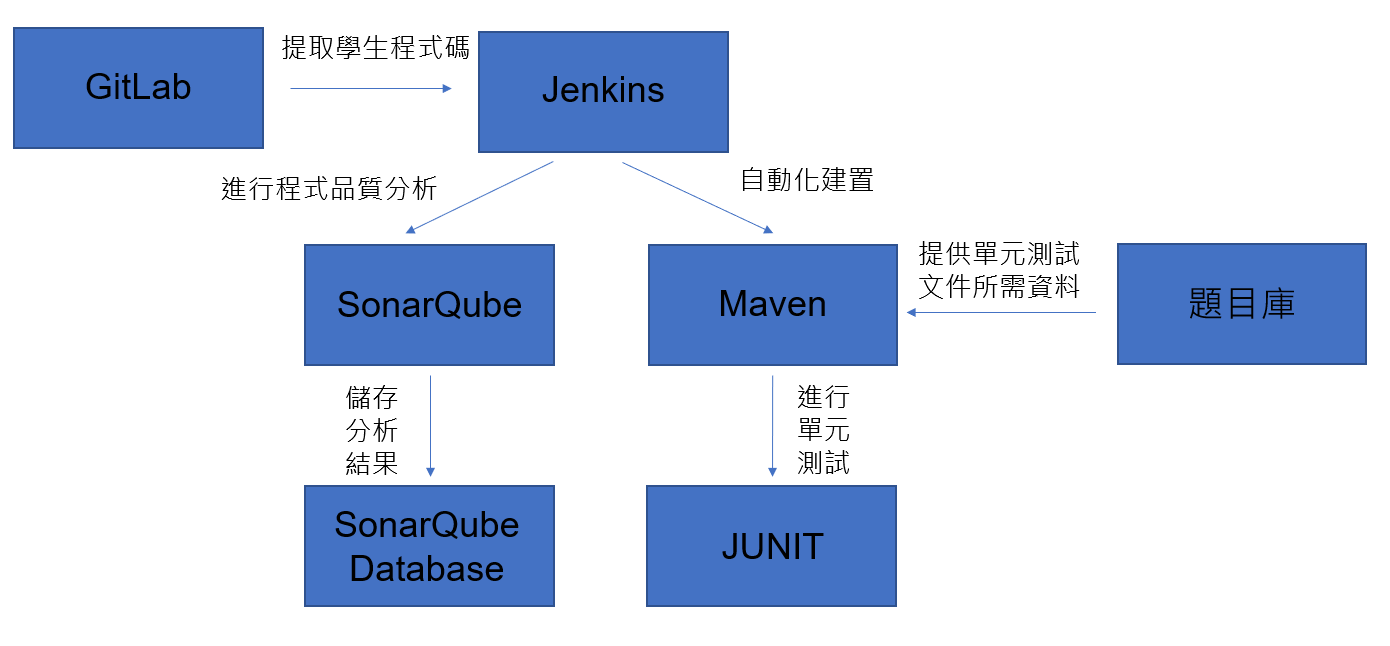 GitLab
提取學生程式碼
Jenkins
進行程式品質分析
自動化建置
SonarQube
Maven
提供單元測試
文件所需資料
題目庫
儲存
分析
結果
進行
單元
測試
SonarQube
Database
JUNIT